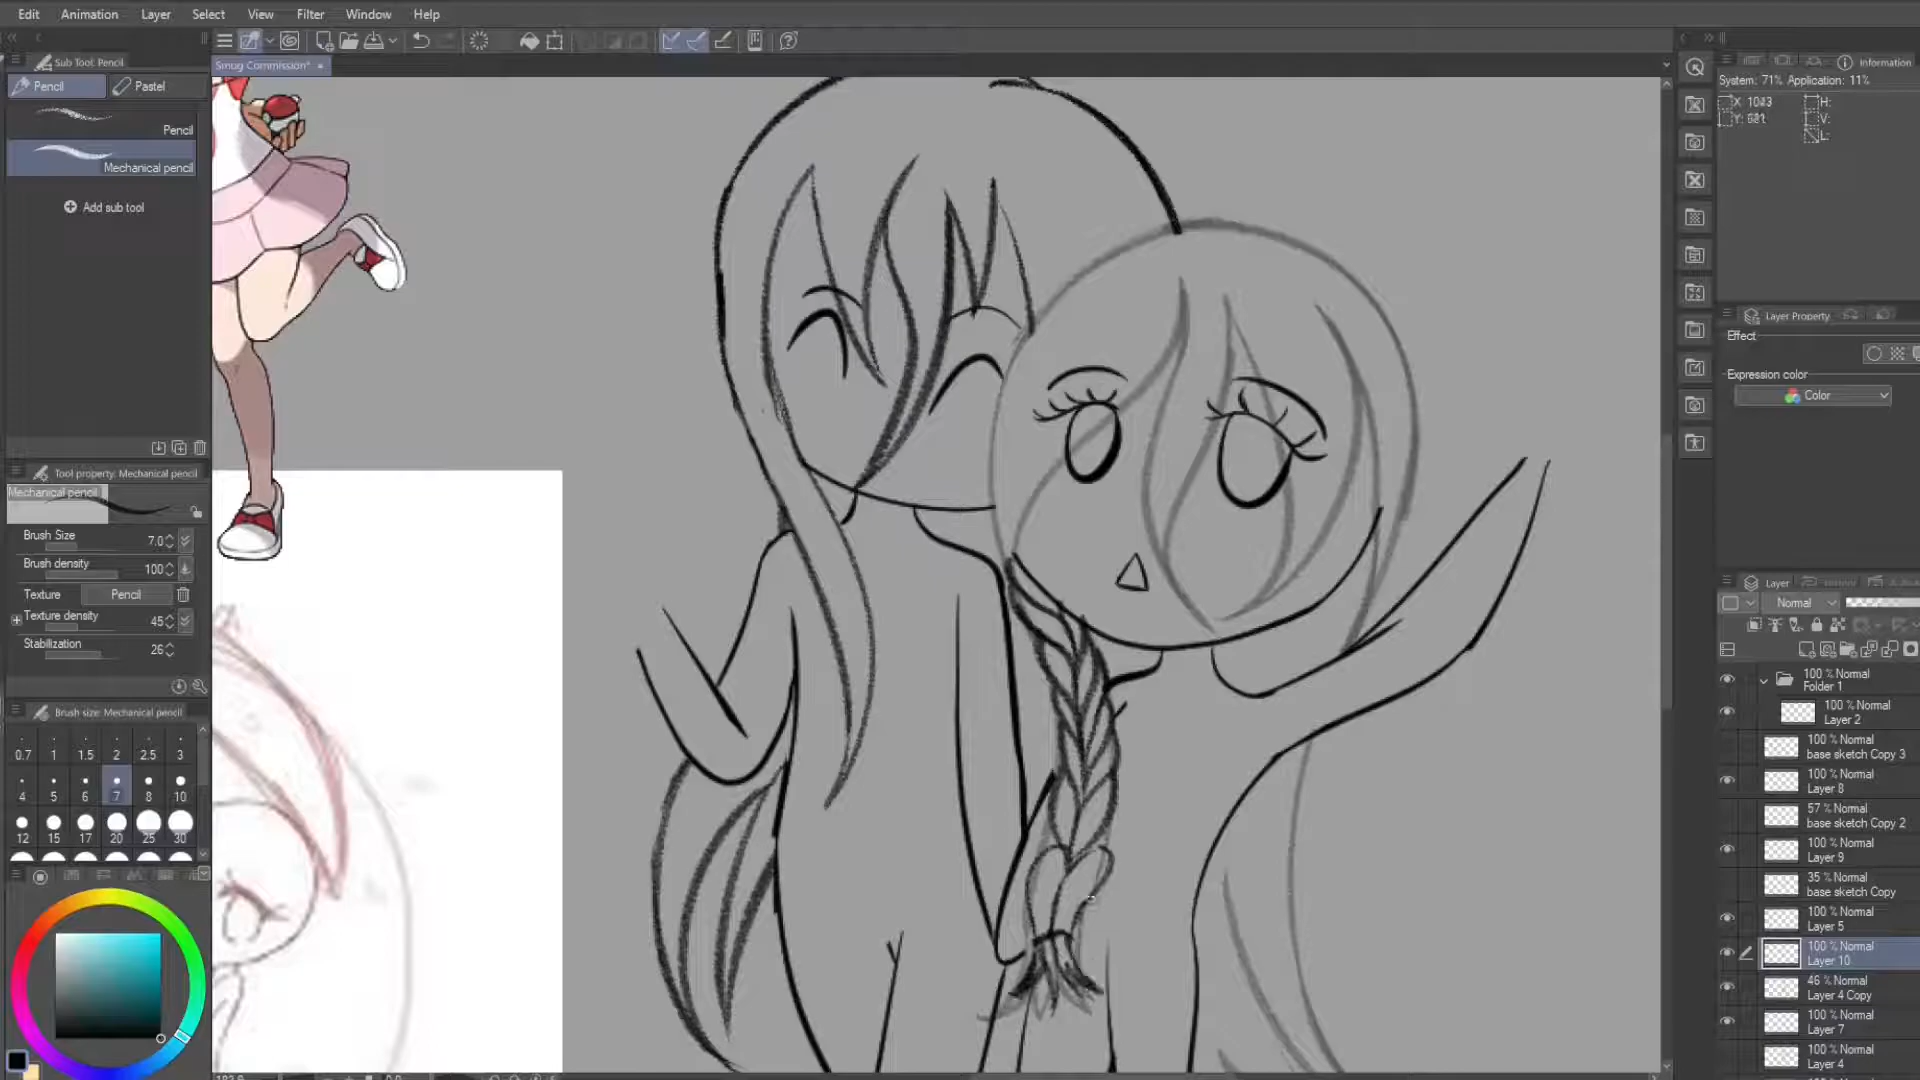 Edit Animation Layer Select View Filter Window Help
Sub Tool: Pencil
Smug Commission*
Information
Pencil
Pastel
System: 71% Application: 11%
X
H:
Y:
V:
L:
Pencil
Mechanical pencil
Add sub tool
Layer Property
Effect
Expression color
Color
Tool property: Mechanical pencil
Mechanical pencil
Brush Size 7.0
Brush density 100
Texture Pencil
Texture density 45
Stabilization 26
Layer
Normal
100 % Normal
Folder 1
100 % Normal
Layer 2
100 % Normal
base sketch Copy 3
100 % Normal
Layer 8
57 % Normal
base sketch Copy 2
100 % Normal
Layer 9
35 % Normal
base sketch Copy
100 % Normal
Layer 5
100 % Normal
Layer 10
46 % Normal
Layer 4 Copy
100 % Normal
Layer 7
100 % Normal
Layer 4
Brush size: Mechanical pencil
0.7 1 1.5 2 2.5 3
4 5 6 7 8 10
12 15 17 20 25 30